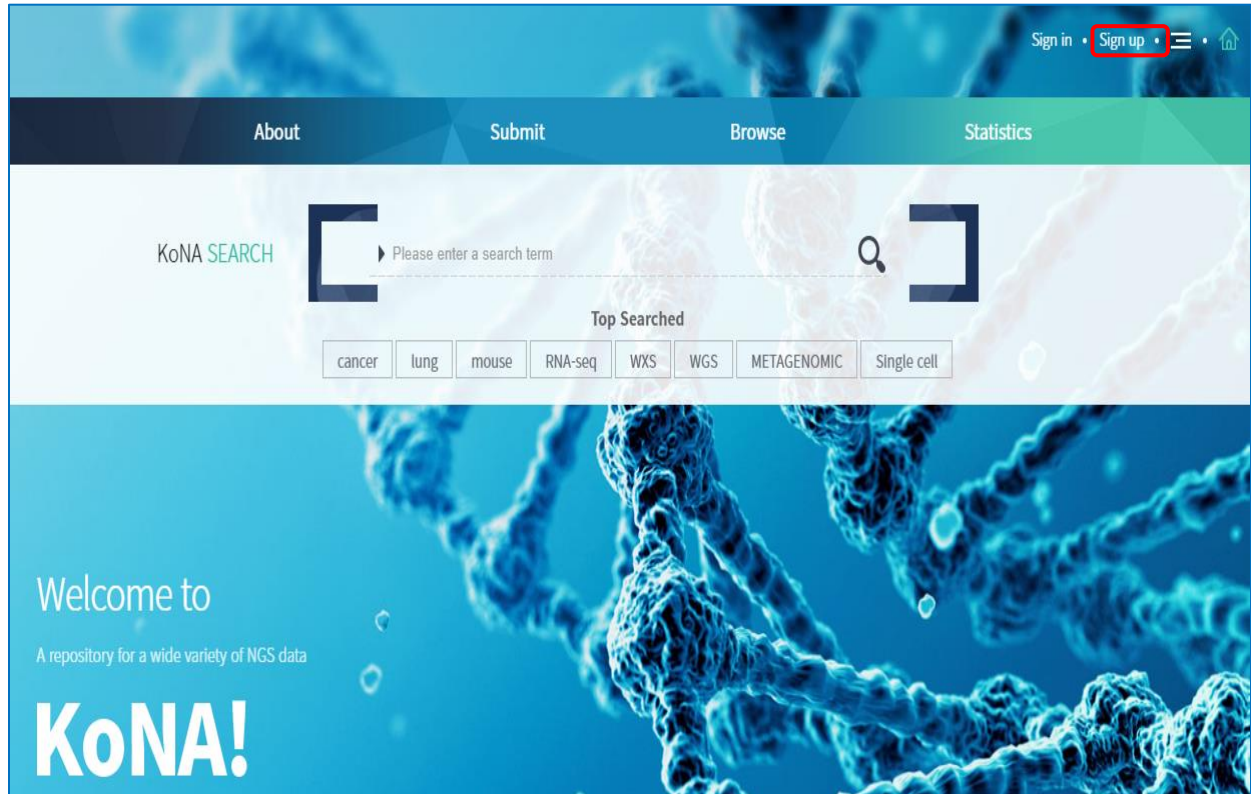 Sign in • Sign up • •
About Submit Browse Statistics
KoNA SEARCH Please enter a search term
Top Searched
cancer lung mouse RNA-seq WXS WGS METAGENOMIC Single cell
Welcome to
A repository for a wide variety of NGS data
KoNA!